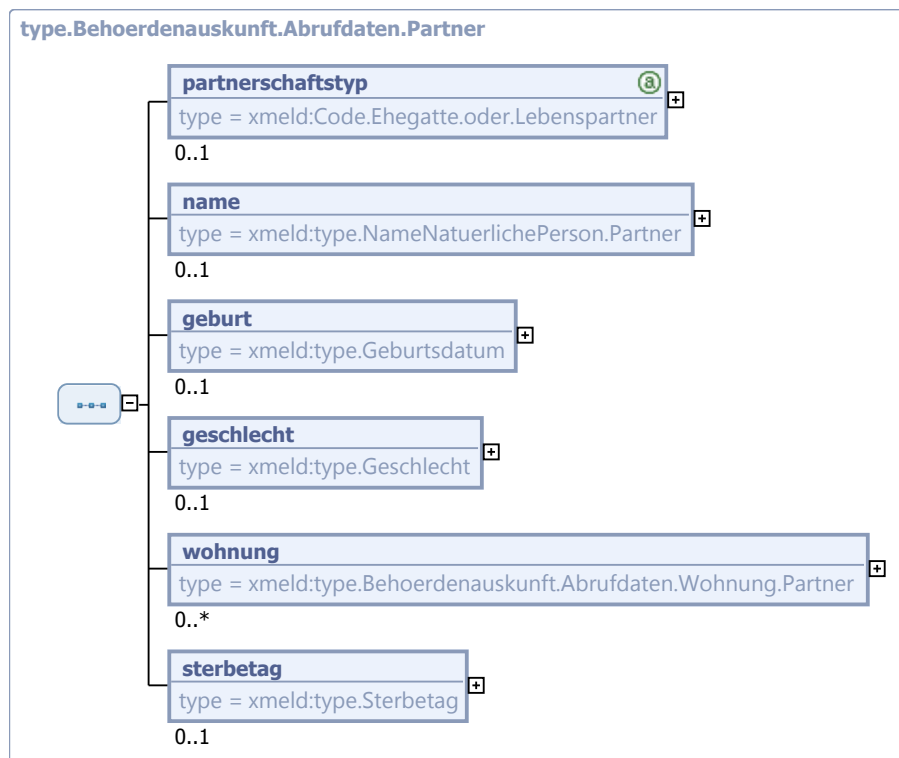 type.Behoerdenauskunft.Abrufdaten.Partner
partnerschaftstyp a
type = xmeld:Code.Ehegatte.oder.Lebenspartner
0..1
name
type = xmeld:type.NameNatuerlichePerson.Partner
0..1
geburt
type = xmeld:type.Geburtsdatum
0..1
geschlecht
type = xmeld:type.Geschlecht
0..1
wohnung
type = xmeld:type.Behoerdenauskunft.Abrufdaten.Wohnung.Partner
0..*
sterbetag
type = xmeld:type.Sterbetag
0..1